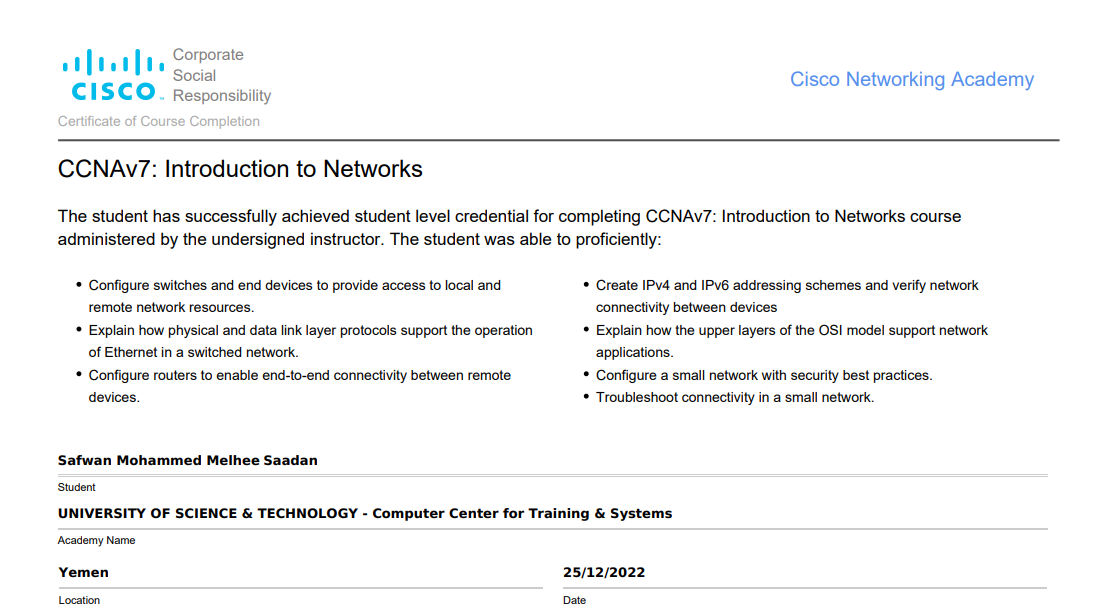 Corporate
Social
Responsibility
CISCO
Cisco Networking Academy
Certificate of Course Completion
CCNAv7: Introduction to Networks
The student has successfully achieved student level credential for completing CCNAv7: Introduction to Networks course
administered by the undersigned instructor. The student was able to proficiently:
• Configure switches and end devices to provide access to local and
remote network resources.
• Explain how physical and data link layer protocols support the operation
of Ethernet in a switched network.
• Configure routers to enable end-to-end connectivity between remote
devices.
• Create IPv4 and IPv6 addressing schemes and verify network
connectivity between devices
• Explain how the upper layers of the OSI model support network
applications.
• Configure a small network with security best practices.
• Troubleshoot connectivity in a small network.
Safwan Mohammed Melhee Saadan
Student
UNIVERSITY OF SCIENCE & TECHNOLOGY - Computer Center for Training & Systems
Academy Name
Yemen
Location
25/12/2022
Date